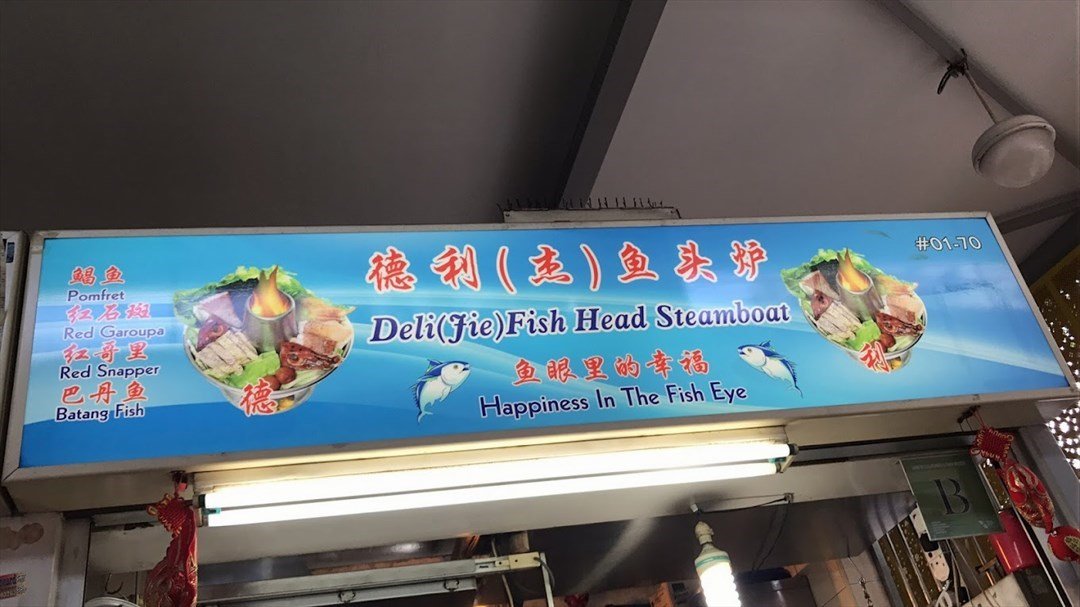 鲳鱼
Pomfret
红石斑
Red Garoupa
红哥里
Red Snapper
巴丹鱼
Batang Fish
德
德利(杰)鱼头炉
Deli(Jie)Fish Head Steamboat
鱼眼里的幸福
Happiness In The Fish Eye
利
#01-70
B